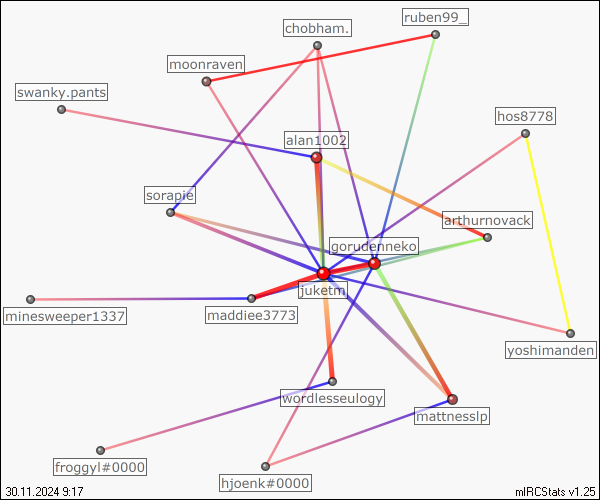 ruben99_
chobham.
moonraven
swanky.pants
hos8778
alan1002
sorapie
arthurnovack
gorudenneko
juketm
maddiee3773
minesweeper1337
yoshimanden
wordlesseulogy
mattnesslp
froggyl#0000
hjoenk#0000
30.11.2024 9:17
mIRCStats v1.25